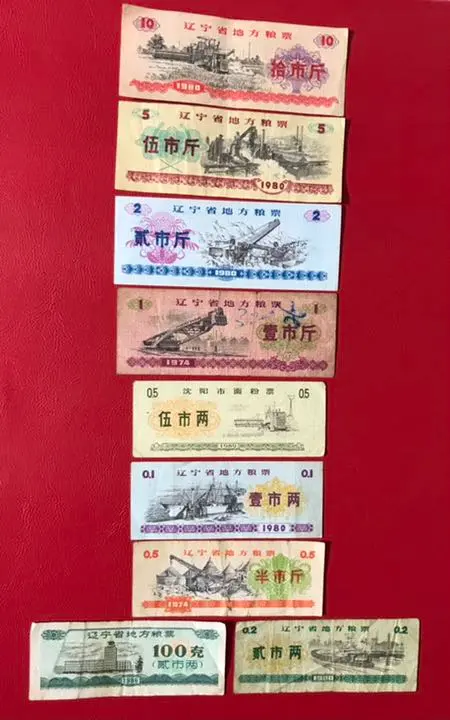 10 辽宁省地方粮票 10
拾市斤
1980
5 辽宁省地方粮票 5
伍市斤
1980
2 辽宁省地方粮票 2
贰市斤
1980
1 辽宁省地方粮票 1
壹市斤
1974
0.5 沈阳市面粉票 0.5
伍市两
1980
0.1 辽宁省地方粮票 0.1
壹市两
1980
0.5 辽宁省地方粮票 0.5
半市斤
1974
辽宁省地方粮票
100克
(贰市两)
1986
0.2 辽宁省地方粮票 0.2
贰市两
1980